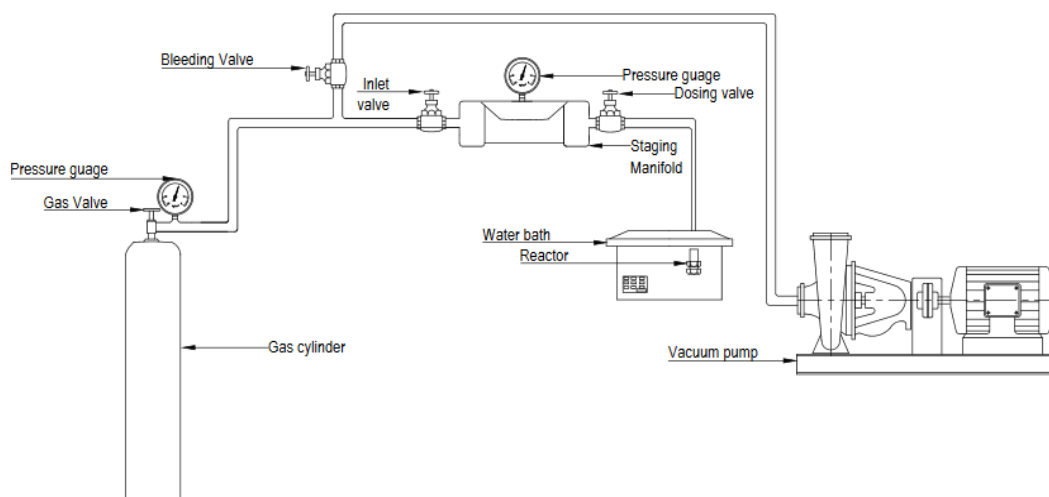 Bleeding Valve
Inlet
valve
Pressure guage
Dosing valve
Staging
Manifold
Pressure guage
Gas Valve
Water bath
Reactor
Gas cylinder
Vacuum pump